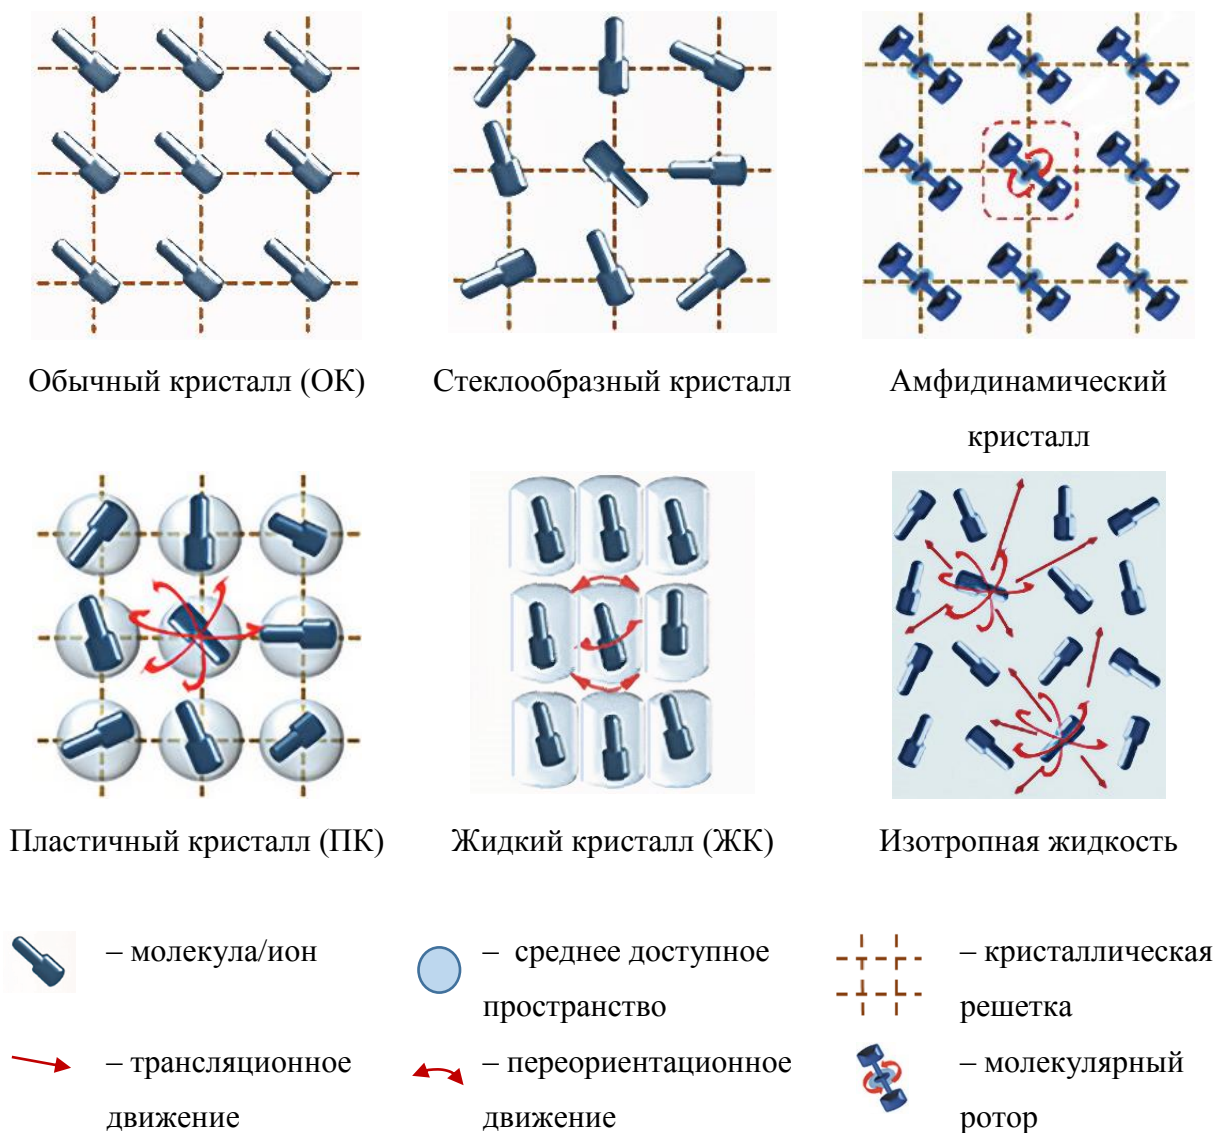 Обычный кристалл (ОК)
Стеклообразный кристалл
Амфидинамический
кристалл
Пластичный кристалл (ПК)
Жидкий кристалл (ЖК)
Изотропная жидкость
– молекула/ион
– среднее доступное
пространство
– кристаллическая
решетка
– трансляционное
движение
– переориентационное
движение
– молекулярный
ротор